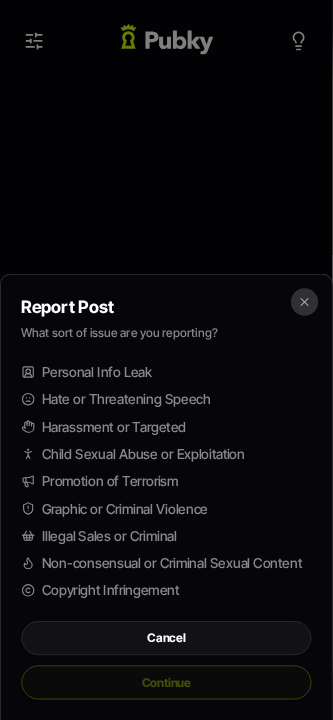 Pubky
Report Post
What sort of issue are you reporting?
Personal Info Leak
Hate or Threatening Speech
Harassment or Targeted
Child Sexual Abuse or Exploitation
Promotion of Terrorism
Graphic or Criminal Violence
Illegal Sales or Criminal
Non-consensual or Criminal Sexual Content
Copyright Infringement
Cancel
Continue